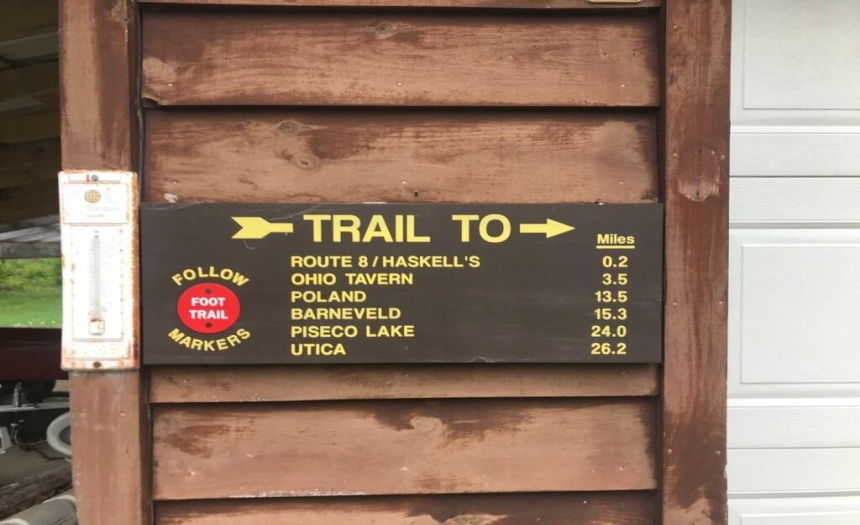 TRAIL TO
Miles
ROUTE 8 / HASKELL'S 0.2
OHIO TAVERN 3.5
POLAND 13.5
BARNEVELD 15.3
PISECO LAKE 24.0
UTICA 26.2
FOLLOW
FOOT
TRAIL
MARKERS